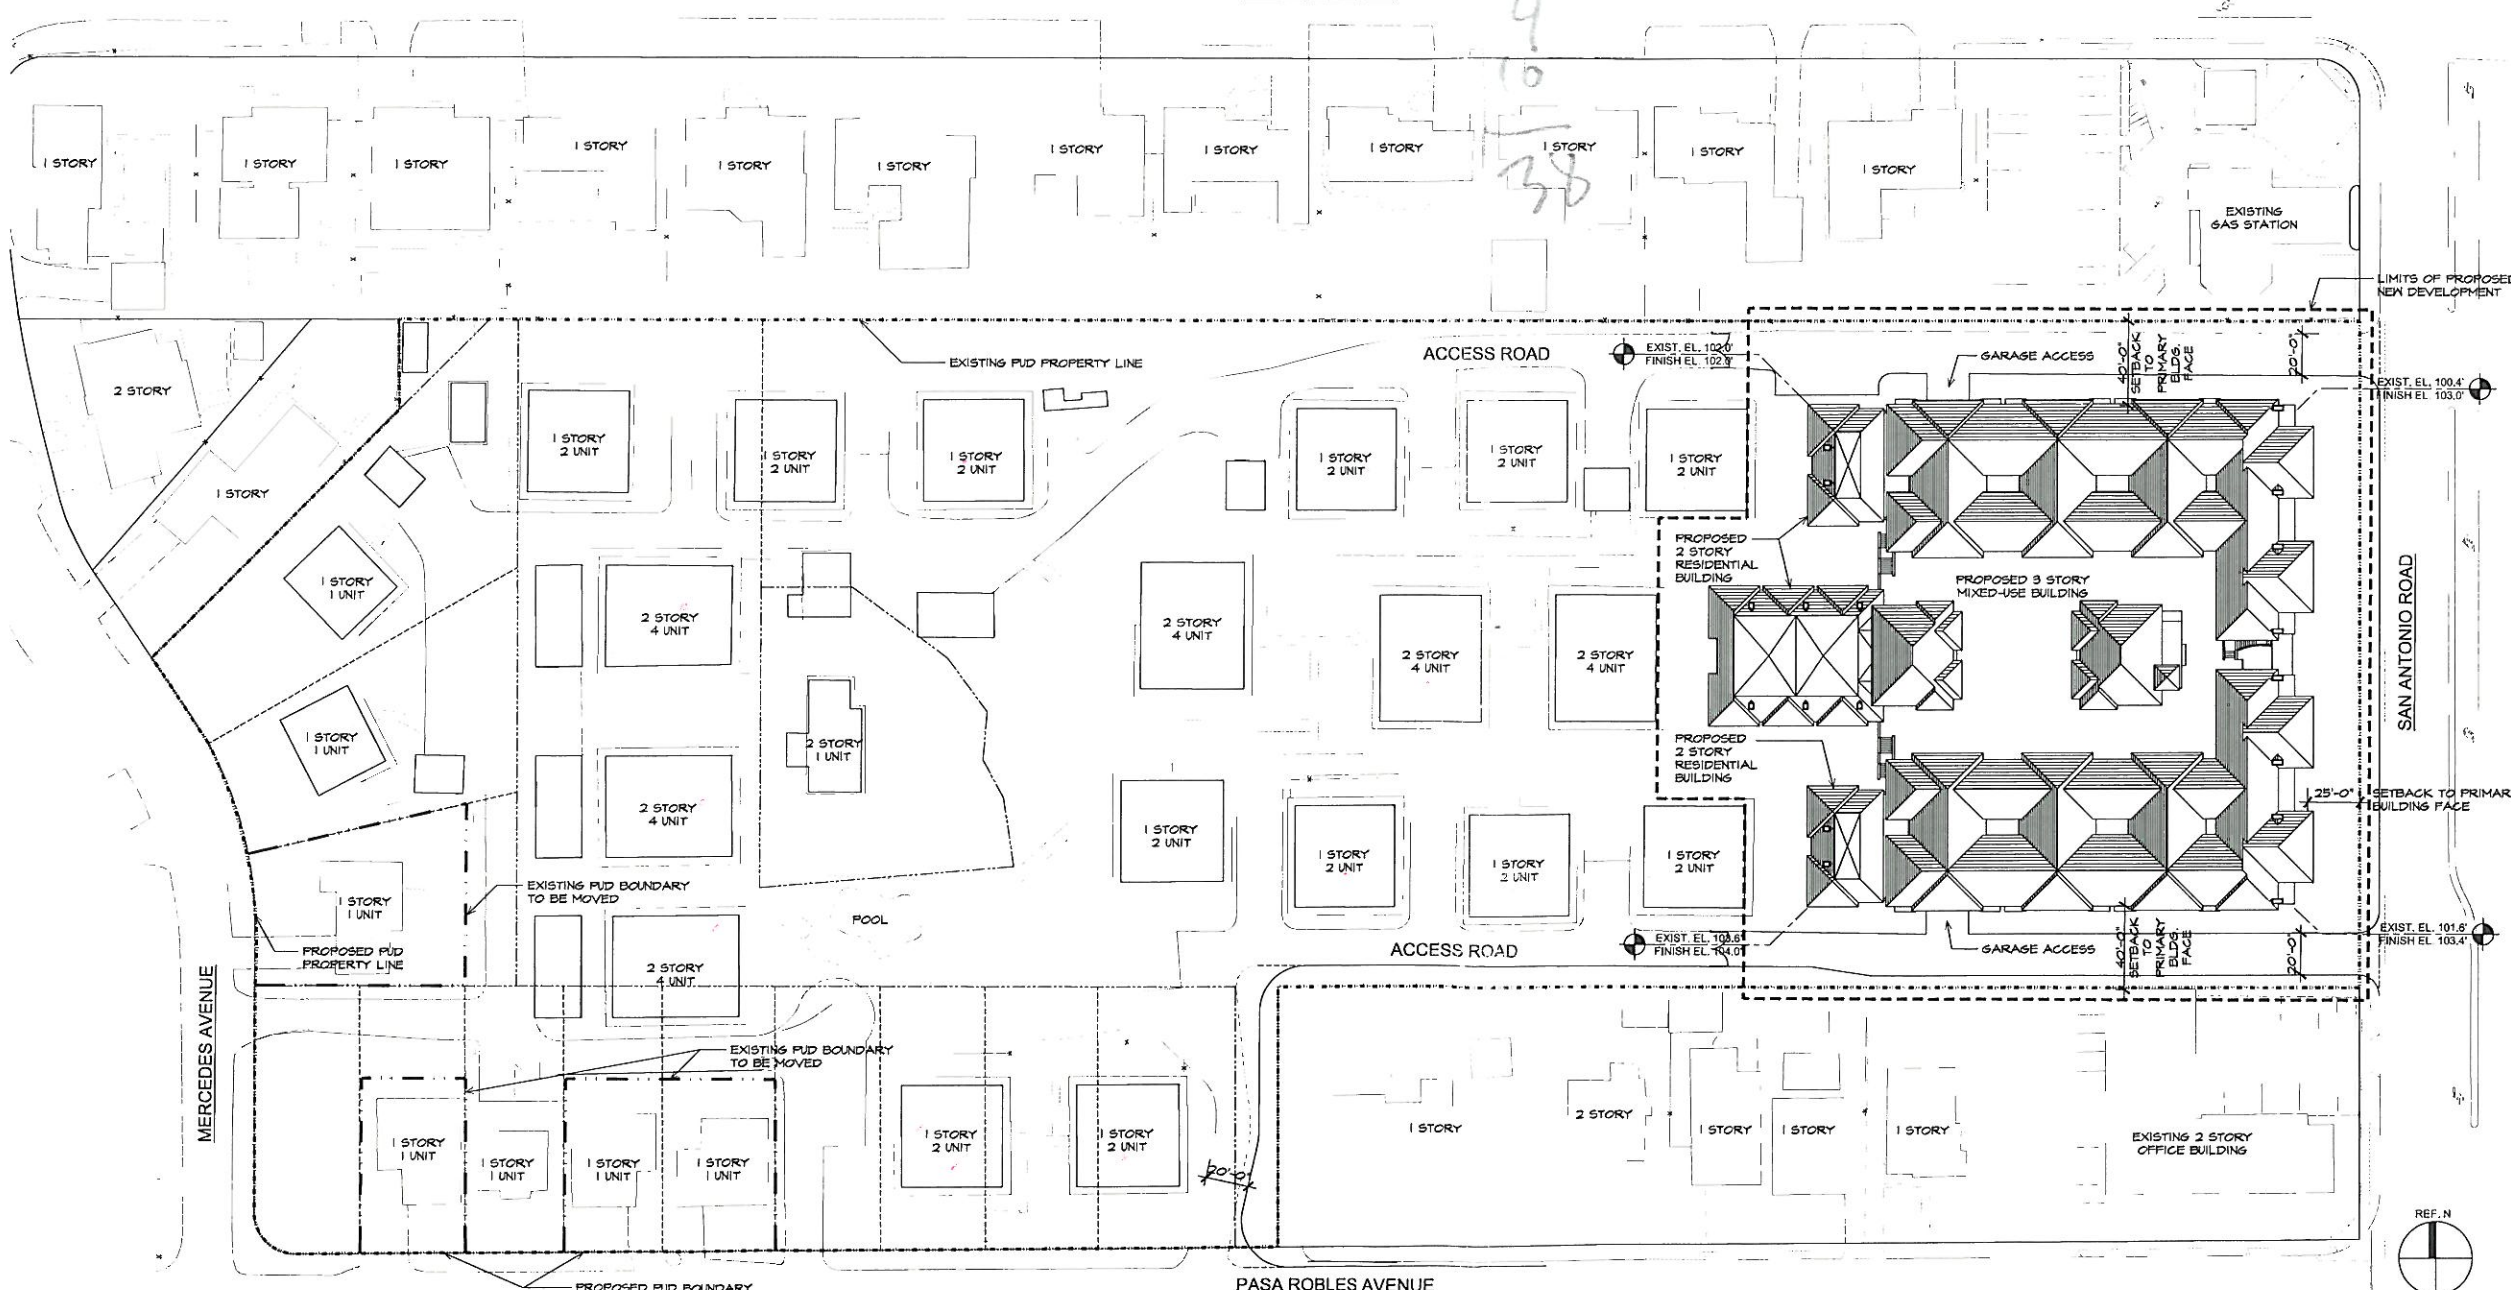 9
10
38
1 STORY
1 STORY
1 STORY
1 STORY
1 STORY
1 STORY
1 STORY
1 STORY
1 STORY
1 STORY
1 STORY
1 STORY
EXISTING
GAS STATION
LIMITS OF PROPOSED
NEW DEVELOPMENT
EXISTING PUD PROPERTY LINE
ACCESS ROAD
EXIST. EL. 102.0'
FINISH EL. 102.8'
GARAGE ACCESS
40'-0"
SETBACK
TO
PRIMARY
BLDG.
FACE
20'-0"
EXIST. EL. 100.4'
FINISH EL. 103.0'
2 STORY
1 STORY
1 STORY
2 UNIT
1 STORY
2 UNIT
1 STORY
2 UNIT
1 STORY
2 UNIT
1 STORY
2 UNIT
1 STORY
2 UNIT
PROPOSED
2 STORY
RESIDENTIAL
BUILDING
PROPOSED 3 STORY
MIXED-USE BUILDING
SAN ANTONIO ROAD
1 STORY
1 UNIT
2 STORY
4 UNIT
2 STORY
4 UNIT
2 STORY
4 UNIT
2 STORY
4 UNIT
1 STORY
1 UNIT
2 STORY
1 UNIT
PROPOSED
2 STORY
RESIDENTIAL
BUILDING
25'-0"
SETBACK TO PRIMAR
BUILDING FACE
2 STORY
4 UNIT
1 STORY
2 UNIT
1 STORY
2 UNIT
1 STORY
2 UNIT
1 STORY
2 UNIT
1 STORY
1 UNIT
EXISTING PUD BOUNDARY
TO BE MOVED
POOL
PROPOSED PUD
PROPERTY LINE
2 STORY
4 UNIT
ACCESS ROAD
EXIST. EL. 103.6'
FINISH EL. 104.0'
GARAGE ACCESS
40'-0"
SETBACK
TO
PRIMARY
BLDG.
FACE
20'-0"
EXIST. EL. 101.6'
FINISH EL. 103.4'
MERCEDES AVENUE
EXISTING PUD BOUNDARY
TO BE MOVED
1 STORY
1 UNIT
1 STORY
1 UNIT
1 STORY
1 UNIT
1 STORY
1 UNIT
1 STORY
2 UNIT
1 STORY
2 UNIT
20'-0"
1 STORY
2 STORY
1 STORY
1 STORY
1 STORY
EXISTING 2 STORY
OFFICE BUILDING
REF. N
PROPOSED PUD BOUNDARY
PASA ROBLES AVENUE